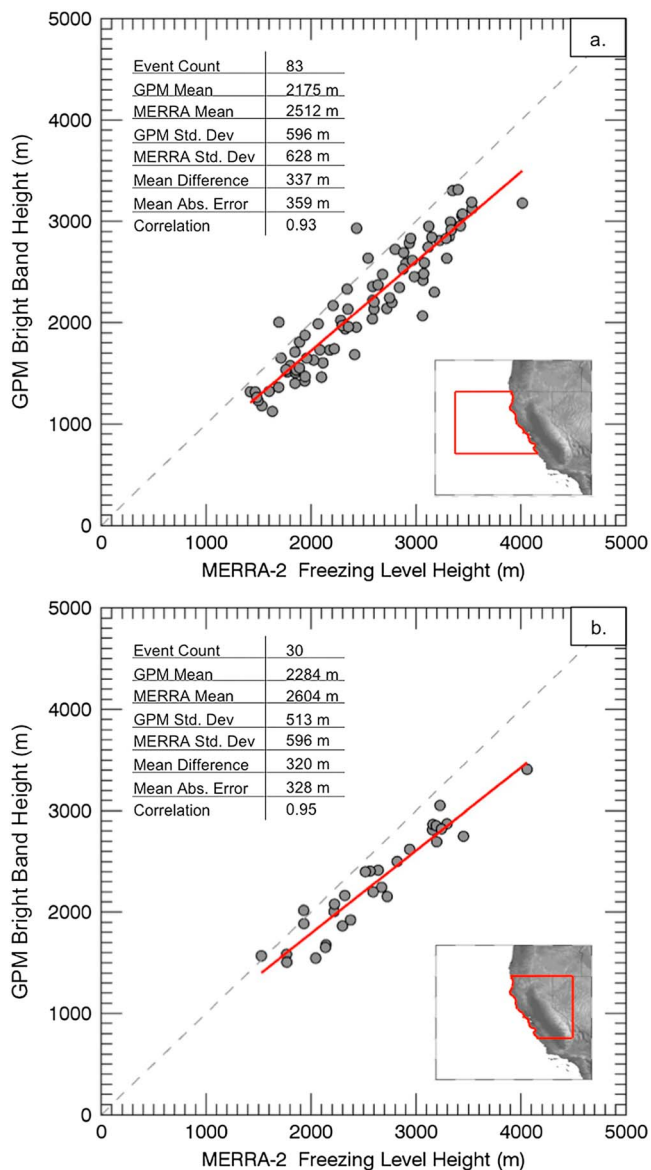 a.
5000
4000
3000
2000
1000
0
GPM Bright Band Height (m)
Event Count 83
GPM Mean 2175 m
MERRA Mean 2512 m
GPM Std. Dev 596 m
MERRA Std. Dev 628 m
Mean Difference 337 m
Mean Abs. Error 359 m
Correlation 0.93
0 1000 2000 3000 4000 5000
MERRA-2 Freezing Level Height (m)
b.
5000
4000
3000
2000
1000
0
GPM Bright Band Height (m)
Event Count 30
GPM Mean 2284 m
MERRA Mean 2604 m
GPM Std. Dev 513 m
MERRA Std. Dev 596 m
Mean Difference 320 m
Mean Abs. Error 328 m
Correlation 0.95
0 1000 2000 3000 4000 5000
MERRA-2 Freezing Level Height (m)